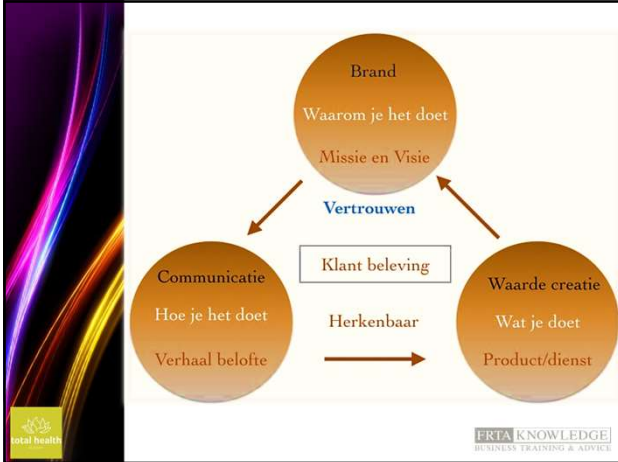 Brand
Waarom je het doet
Missie en Visie
Vertrouwen
Klant beleving
Communicatie
Hoe je het doet
Verhaal belofte
Herkenbaar
Waarde creatie
Wat je doet
Product/dienst
total health
FRTA KNOWLEDGE
BUSINESS TRAINING & ADVICE